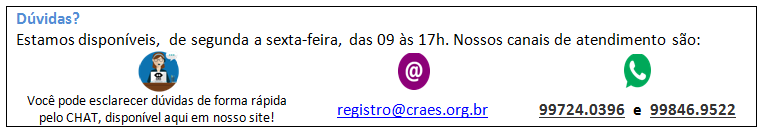 Dúvidas?
Estamos disponíveis, de segunda a sexta-feira, das 09 às 17h. Nossos canais de atendimento são:
@
Você pode esclarecer dúvidas de forma rápida
pelo CHAT, disponível aqui em nosso site!
registro@craes.org.br
99724.0396 e 99846.9522